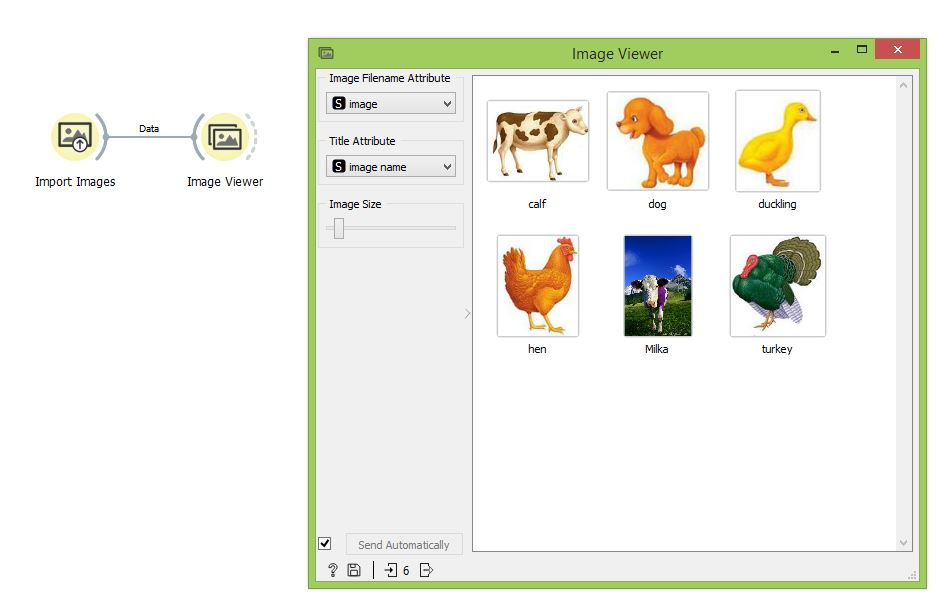 Image Viewer
Image Filename Attribute
S image
Title Attribute
S image name
Image Size
Data
Import Images
Image Viewer
calf
dog
duckling
hen
Milka
turkey
Send Automatically
? 6